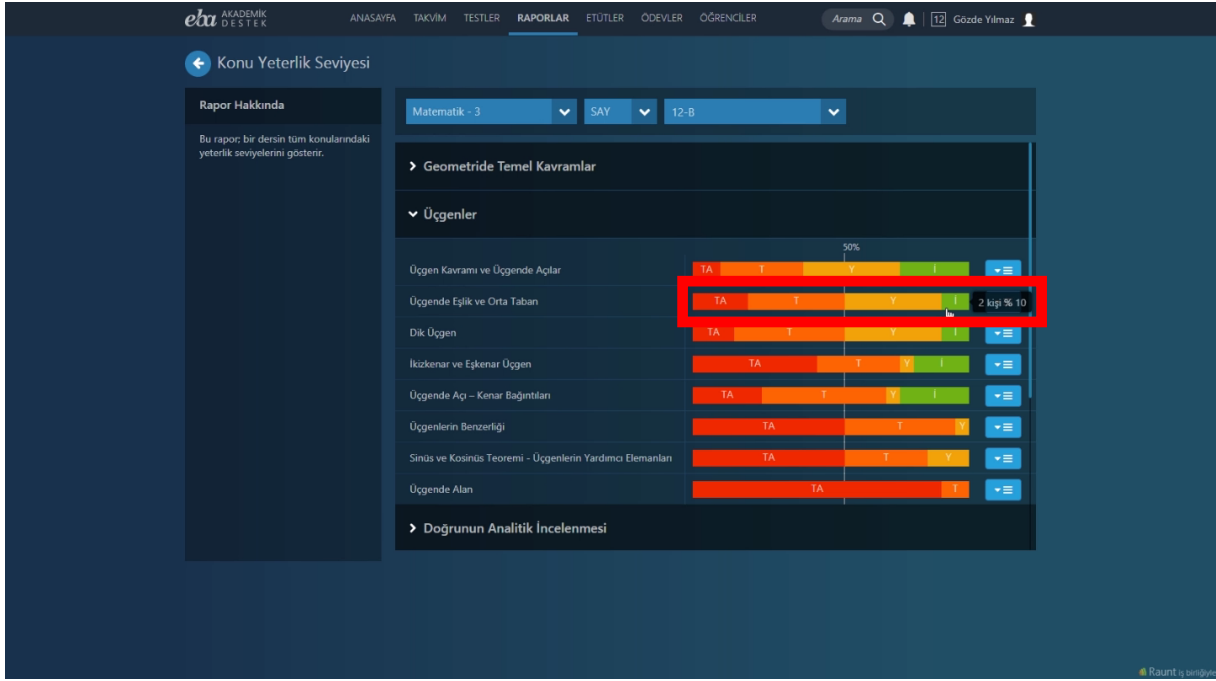 eba AKADEMİK DESTEK
ANASAYFA TAKVİM TESTLER RAPORLAR ETÜTLER ÖDEVLER ÖĞRENCİLER Arama 12 Gözde Yılmaz
Konu Yeterlik Seviyesi
Rapor Hakkında
Bu rapor; bir dersin tüm konularındaki
yeterlik seviyelerini gösterir.
Matematik - 3 SAY 12-B
Geometride Temel Kavramlar
Üçgenler
50%
Üçgen Kavramı ve Üçgende Açılar TA T Y İ
Üçgende Eşlik ve Orta Taban TA T Y İ 2 kişi % 10
Dik Üçgen TA T Y İ
İkizkenar ve Eşkenar Üçgen TA T Y İ
Üçgende Açı – Kenar Bağıntıları TA T Y İ
Üçgenlerin Benzerliği TA T Y
Sinüs ve Kosinüs Teoremi - Üçgenlerin Yardımcı Elemanları TA T Y
Üçgende Alan TA T
Doğrunun Analitik İncelenmesi
Raunt iş birliğiyle